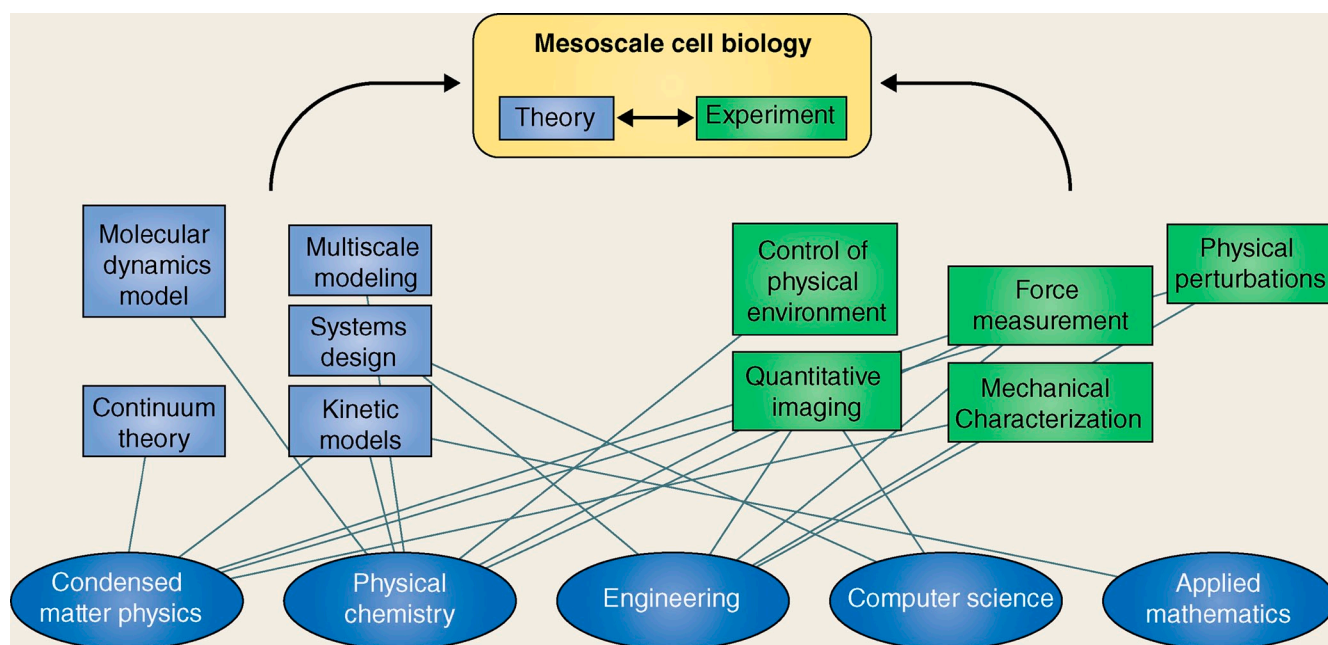 Mesoscale cell biology
Theory
Experiment
Molecular
dynamics
model
Multiscale
modeling
Control of
physical
environment
Physical
perturbations
Force
measurement
Systems
design
Quantitative
imaging
Mechanical
Characterization
Continuum
theory
Kinetic
models
Condensed
matter physics
Physical
chemistry
Engineering
Computer science
Applied
mathematics